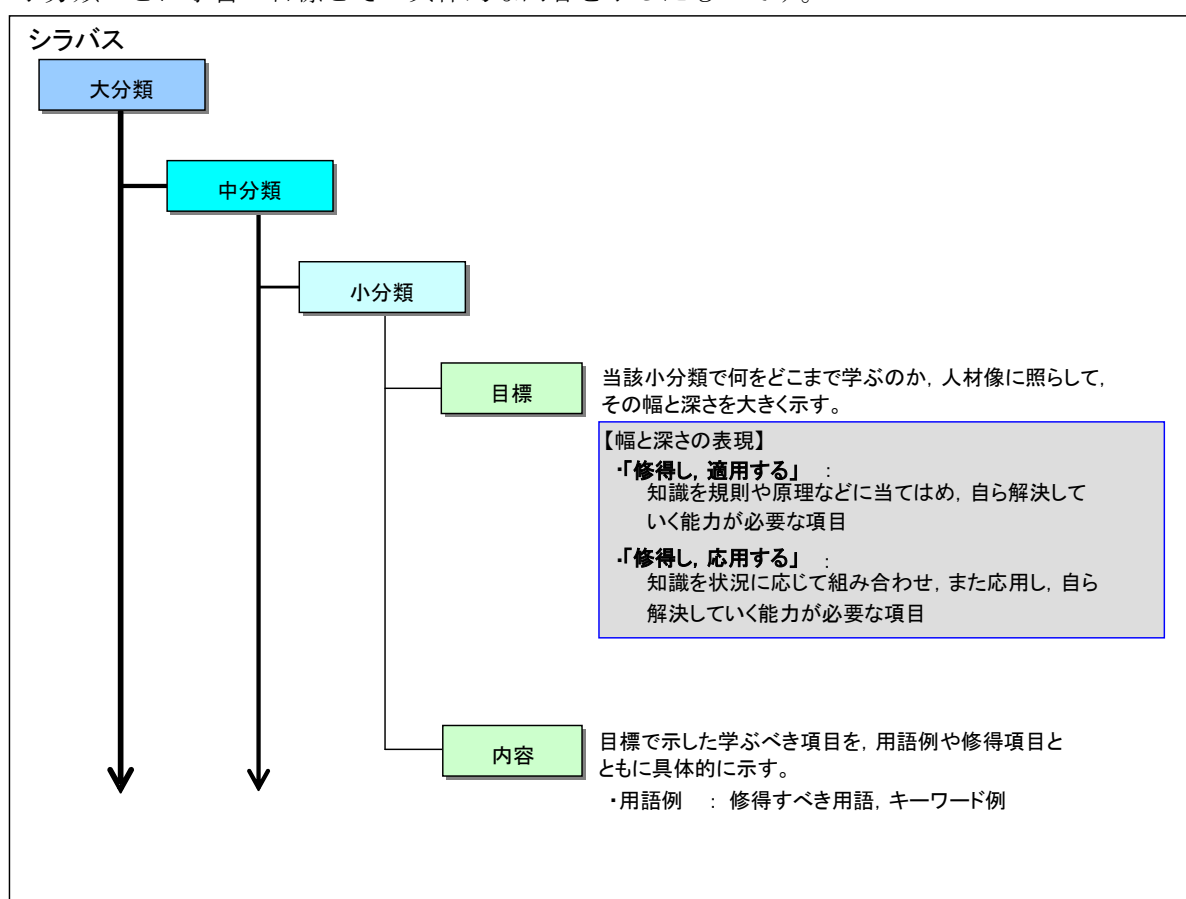 シラバス
大分類
中分類
小分類
目標
当該小分類で何をどこまで学ぶのか，人材像に照らして，
その幅と深さを大きく示す。
【幅と深さの表現】
・「修得し，適用する」 ：
知識を規則や原理などに当てはめ，自ら解決して
いく能力が必要な項目
・「修得し，応用する」 ：
知識を状況に応じて組み合わせ，また応用し，自ら
解決していく能力が必要な項目
内容
目標で示した学ぶべき項目を，用語例や修得項目と
ともに具体的に示す。
・用語例 ： 修得すべき用語，キーワード例